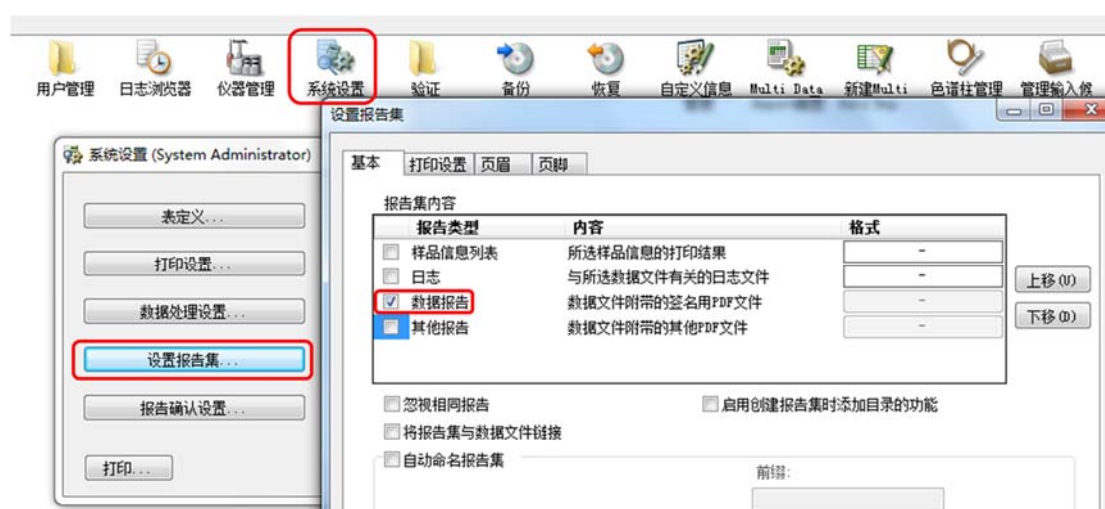 用户管理 日志浏览器 仪器管理 系统设置 验证 备份 恢复 自定义信息 Multi Data 新建Multi 色谱柱管理 管理输入候
设置报告集
系统设置 (System Administrator)
表定义...
打印设置...
数据处理设置...
设置报告集...
报告确认设置...
打印...
基本 打印设置 页眉 页脚
报告集内容
报告类型 内容 格式
样品信息列表 所选样品信息的打印结果 -
日志 与所选数据文件有关的日志文件 -
数据报告 数据文件附带的签名用PDF文件 -
其他报告 数据文件附带的其他PDF文件 -
上移(U)
下移(D)
忽视相同报告 启用创建报告集时添加目录的功能
将报告集与数据文件链接
自动命名报告集
前缀: